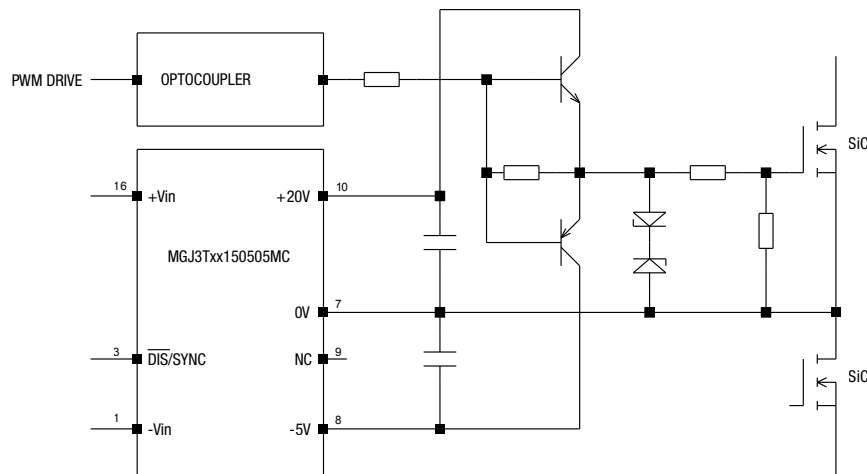 PWM DRIVE
OPTOCOUPLER
SiC
16
+Vin
+20V
10
MGJ3Txx150505MC
0V
7
3
DIS/SYNC
NC
9
SiC
1
-Vin
-5V
8